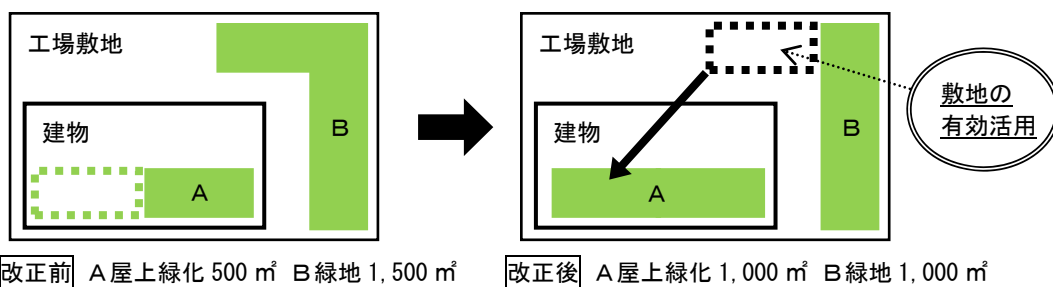 工場敷地
建物
A
B
工場敷地
建物
A
B
敷地の
有効活用
改正前 A屋上緑化 500 ㎡ B緑地 1,500 ㎡
改正後 A屋上緑化 1,000 ㎡ B緑地 1,000 ㎡